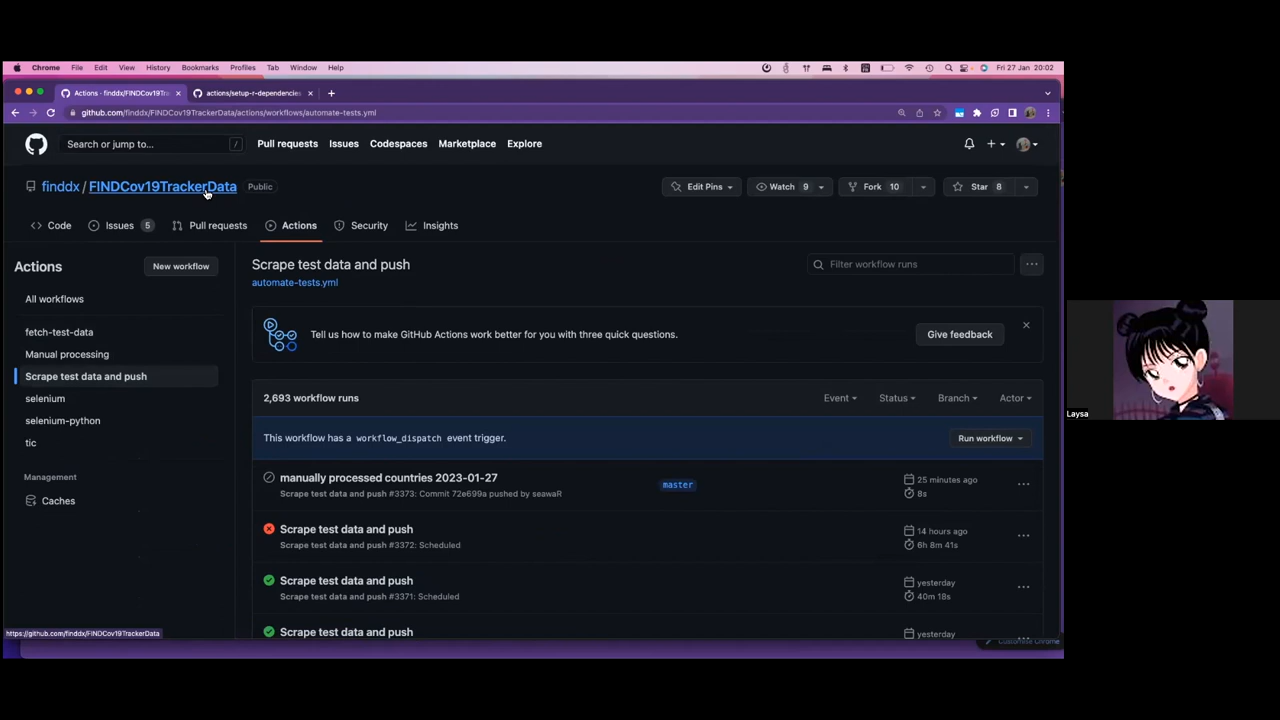 Chrome File Edit View History Bookmarks Profiles Tab Window Help Fri 27 Jan 20:02
Actions · finddx/FINDCov19Tra actions/setup-r-dependencies
github.com/finddx/FINDCov19TrackerData/actions/workflows/automate-tests.yml
Search or jump to... / Pull requests Issues Codespaces Marketplace Explore
finddx / FINDCov19TrackerData Public Edit Pins Watch 9 Fork 10 Star 8
Code Issues 5 Pull requests Actions Security Insights
Actions New workflow
All workflows
fetch-test-data
Manual processing
Scrape test data and push
selenium
selenium-python
tic
Management
Caches
Scrape test data and push
automate-tests.yml
Filter workflow runs
Tell us how to make GitHub Actions work better for you with three quick questions. Give feedback
2,693 workflow runs Event Status Branch Actor
This workflow has a workflow_dispatch event trigger. Run workflow
manually processed countries 2023-01-27
Scrape test data and push #3373: Commit 72e699a pushed by seawaR
master
25 minutes ago
8s
Scrape test data and push
Scrape test data and push #3372: Scheduled
14 hours ago
6h 8m 41s
Scrape test data and push
Scrape test data and push #3371: Scheduled
yesterday
40m 18s
Scrape test data and push
yesterday
https://github.com/finddx/FINDCov19TrackerData
Customise Chrome
Laysa